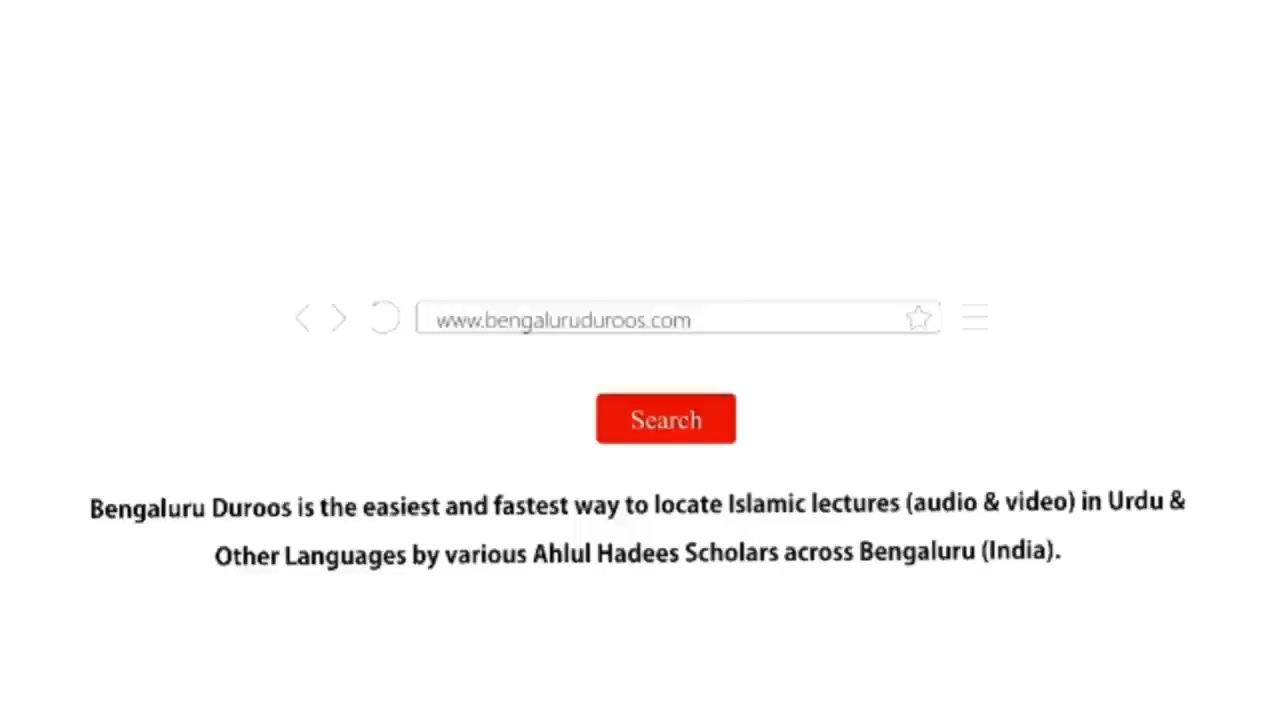 www.bengaluruduroos.com
Search
Bengaluru Duroos is the easiest and fastest way to locate Islamic lectures (audio & video) in Urdu &
Other Languages by various Ahlul Hadees Scholars across Bengaluru (India).